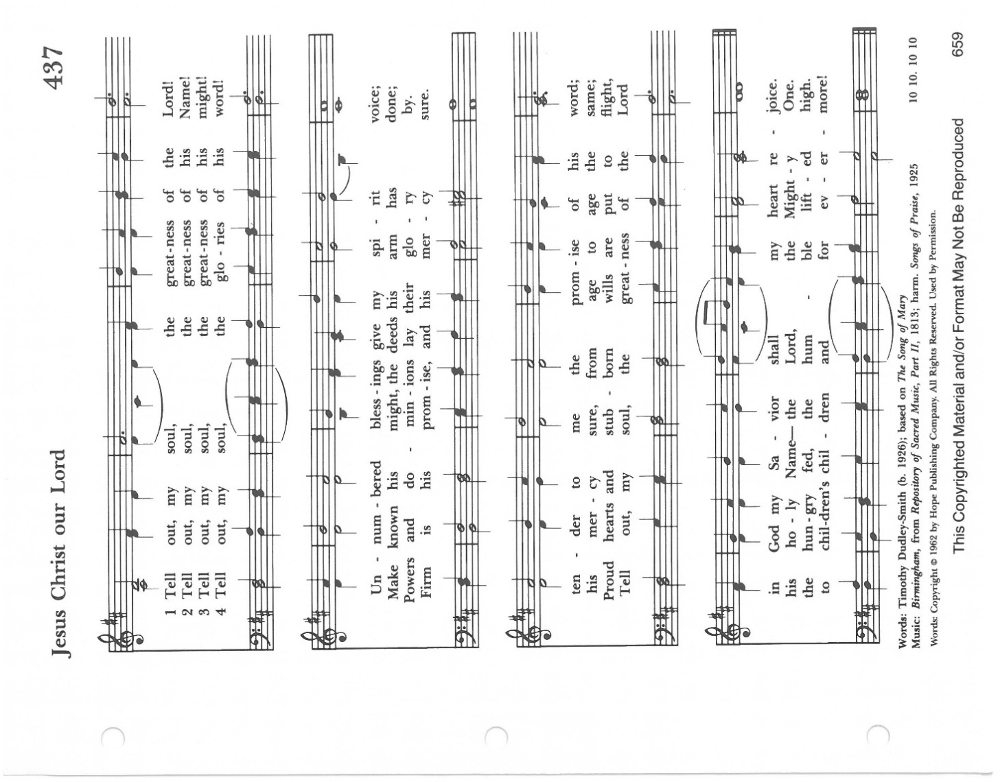 Jesus Christ our Lord 437
1 Tell out, my soul, the great-ness of the Lord!
2 Tell out, my soul, the great-ness of his Name!
3 Tell out, my soul, the great-ness of his might!
4 Tell out, my soul, the glo - ries of his word!
Un - num - bered bless - ings give my spi - rit voice;
Make known his might, the deeds his arm has done;
Powers and do - min - ions lay their glo - ry by.
Firm is his prom - ise, and his mer - cy sure.
ten - der to me the prom - ise of his word;
his mer - cy sure, from age to age the same;
Proud hearts and stub - born wills are put to flight,
Tell out, my soul, the great - ness of the Lord
in God my Sa - vior shall my heart re - joice.
his ho - ly Name— the Lord, the Might - y One.
the hun - gry fed, the hum - ble lift - ed high.
to chil-dren's chil - dren and for ev - er - more!
Words: Timothy Dudley-Smith (b. 1926); based on The Song of Mary
Music: Birmingham, from Repository of Sacred Music, Part II, 1813; harm. Songs of Praise, 1925 10 10. 10 10
Words: Copyright © 1962 by Hope Publishing Company. All Rights Reserved. Used by Permission.
This Copyrighted Material and/or Format May Not Be Reproduced 659